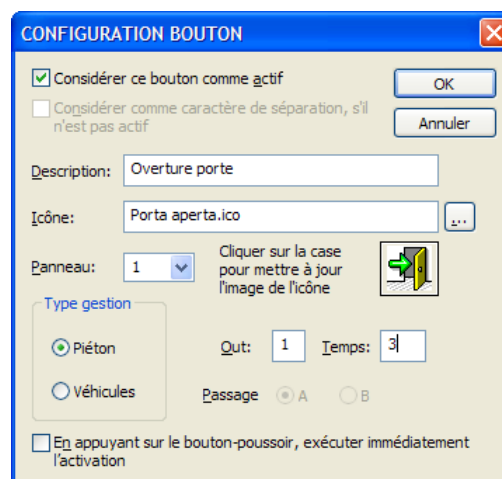 CONFIGURATION BOUTON
Considérer ce bouton comme actif
OK
Considérer comme caractère de séparation, s'il
n'est pas actif
Annuler
Description: Overture porte
Icône: Porta aperta.ico ...
Panneau: 1
Cliquer sur la case
pour mettre à jour
l'image de l'icône
Type gestion
Piéton
Out: 1 Temps: 3
Véhicules
Passage A B
En appuyant sur le bouton-poussoir, exécuter immédiatement
l'activation